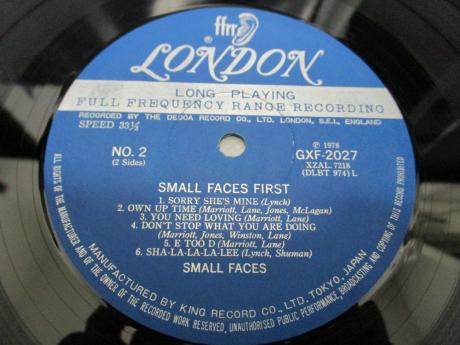 ffrr
LONDON
LONG PLAYING
FULL FREQUENCY RANGE RECORDING
RECORDED BY THE DECCA RECORD CO., LTD. LONDON, S.E.I., ENGLAND
SPEED 33⅓
℗ 1978
NO. 2
GXF-2027
(2 Sides)
XZAL. 7218
(DLBT 974) L
SMALL FACES FIRST
1. SORRY SHE'S MINE (Lynch)
2. OWN UP TIME (Marriott, Lane, Jones, McLagan)
3. YOU NEED LOVING (Marriott, Lane)
4. DON'T STOP WHAT YOU ARE DOING
(Marriott, Jones, Winston, Lane)
5. E TOO D (Marriott, Lane)
6. SHA-LA-LA-LA-LEE (Lynch, Shuman)
SMALL FACES
MANUFACTURED BY KING RECORD CO., LTD. TOKYO, JAPAN
ALL RIGHTS OF THE MANUFACTURER AND OF THE OWNER OF THE RECORDED WORK RESERVED, UNAUTHORISED PUBLIC PERFORMANCE, BROADCASTING AND COPYING OF THIS RECORD PROHIBITED